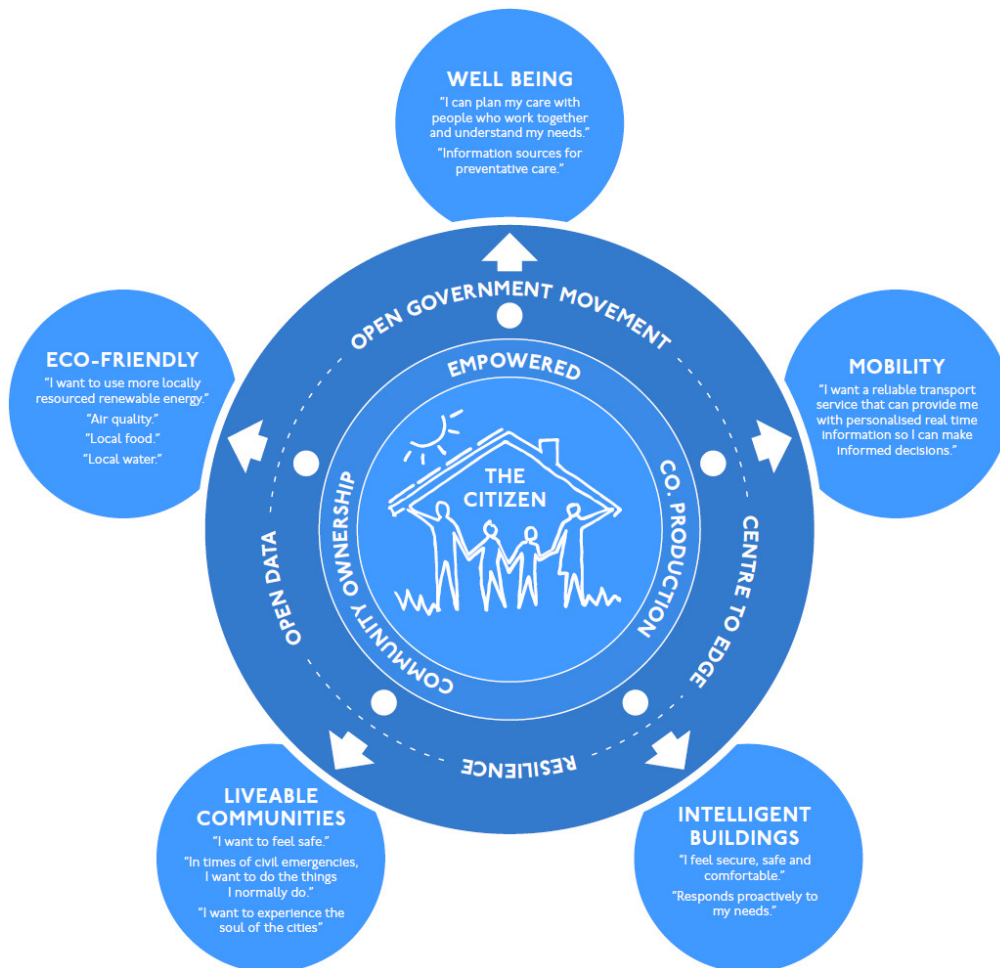 WELL BEING
“I can plan my care with
people who work together
and understand my needs.”
“Information sources for
preventative care.”
ECO-FRIENDLY
“I want to use more locally
resourced renewable energy.”
“Air quality.”
“Local food.”
“Local water.”
MOBILITY
“I want a reliable transport
service that can provide me
with personalised real time
information so I can make
informed decisions.”
OPEN GOVERNMENT MOVEMENT
EMPOWERED
THE
CITIZEN
COMMUNITY OWNERSHIP
CO. PRODUCTION
OPEN DATA
CENTRE TO EDGE
RESILIENCE
LIVEABLE
COMMUNITIES
“I want to feel safe.”
“In times of civil emergencies,
I want to do the things
I normally do.”
“I want to experience the
soul of the cities”
INTELLIGENT
BUILDINGS
“I feel secure, safe and
comfortable.”
“Responds proactively to
my needs.”